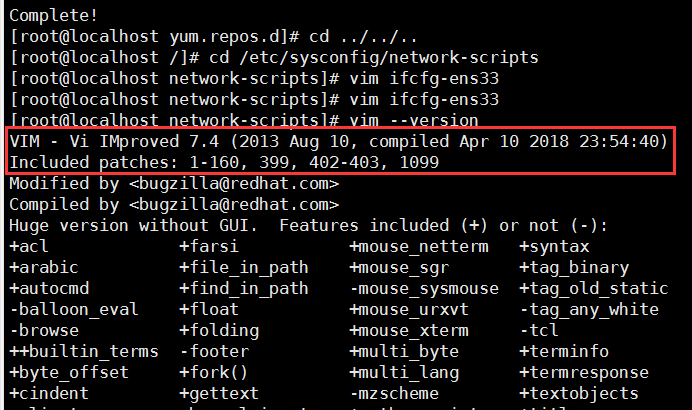 Complete!
[root@localhost yum.repos.d]# cd ../../..
[root@localhost /]# cd /etc/sysconfig/network-scripts
[root@localhost network-scripts]# vim ifcfg-ens33
[root@localhost network-scripts]# vim ifcfg-ens33
[root@localhost network-scripts]# vim --version
VIM - Vi IMproved 7.4 (2013 Aug 10, compiled Apr 10 2018 23:54:40)
Included patches: 1-160, 399, 402-403, 1099
Modified by <bugzilla@redhat.com>
Compiled by <bugzilla@redhat.com>
Huge version without GUI.  Features included (+) or not (-):
+acl             +farsi           +mouse_netterm   +syntax
+arabic          +file_in_path    +mouse_sgr       +tag_binary
+autocmd         +find_in_path    -mouse_sysmouse  +tag_old_static
-balloon_eval    +float           +mouse_urxvt     -tag_any_white
-browse          +folding         +mouse_xterm     -tcl
++builtin_terms  -footer          +multi_byte      +terminfo
+byte_offset     +fork()          +multi_lang      +termresponse
+cindent         +gettext         -mzscheme        +textobjects